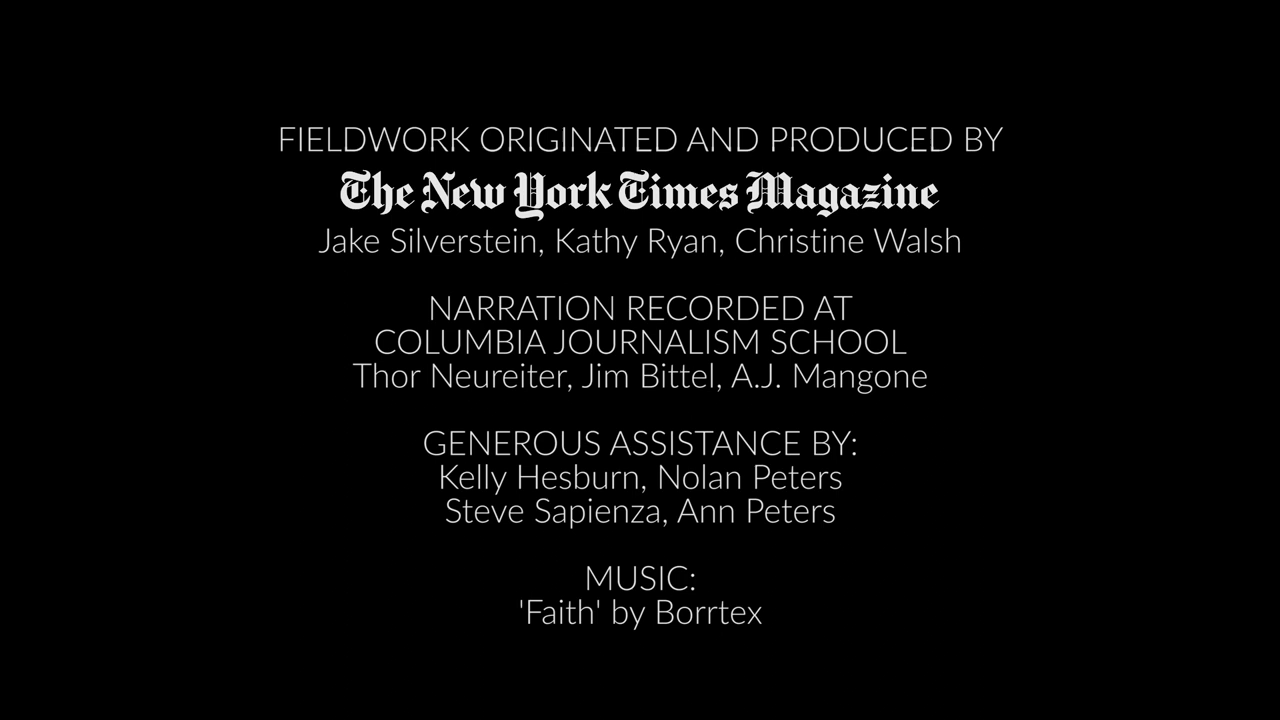 FIELDWORK ORIGINATED AND PRODUCED BY
The New York Times Magazine
Jake Silverstein, Kathy Ryan, Christine Walsh
NARRATION RECORDED AT
COLUMBIA JOURNALISM SCHOOL
Thor Neureiter, Jim Bittel, A.J. Mangone
GENEROUS ASSISTANCE BY:
Kelly Hesburn, Nolan Peters
Steve Sapienza, Ann Peters
MUSIC:
'Faith' by Borrtex